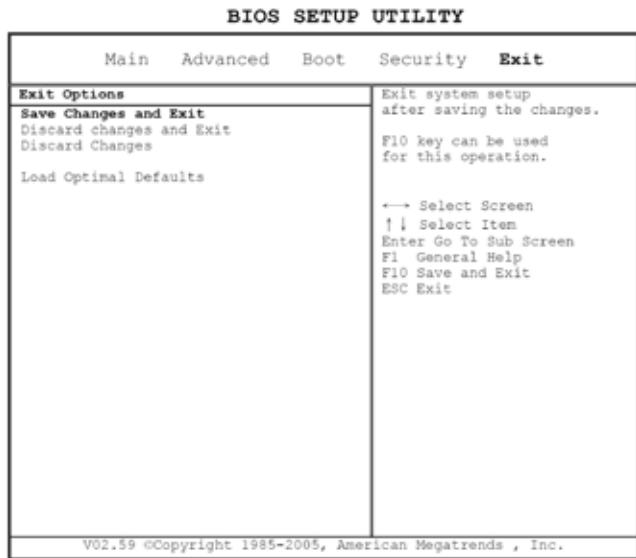 BIOS SETUP UTILITY
Main Advanced Boot Security Exit
Exit Options
Save Changes and Exit
Discard changes and Exit
Discard Changes
Load Optimal Defaults
Exit system setup
after saving the changes.
F10 key can be used
for this operation.
←→ Select Screen
↑↓ Select Item
Enter Go To Sub Screen
F1 General Help
F10 Save and Exit
ESC Exit
V02.59 ©Copyright 1985-2005, American Megatrends , Inc.